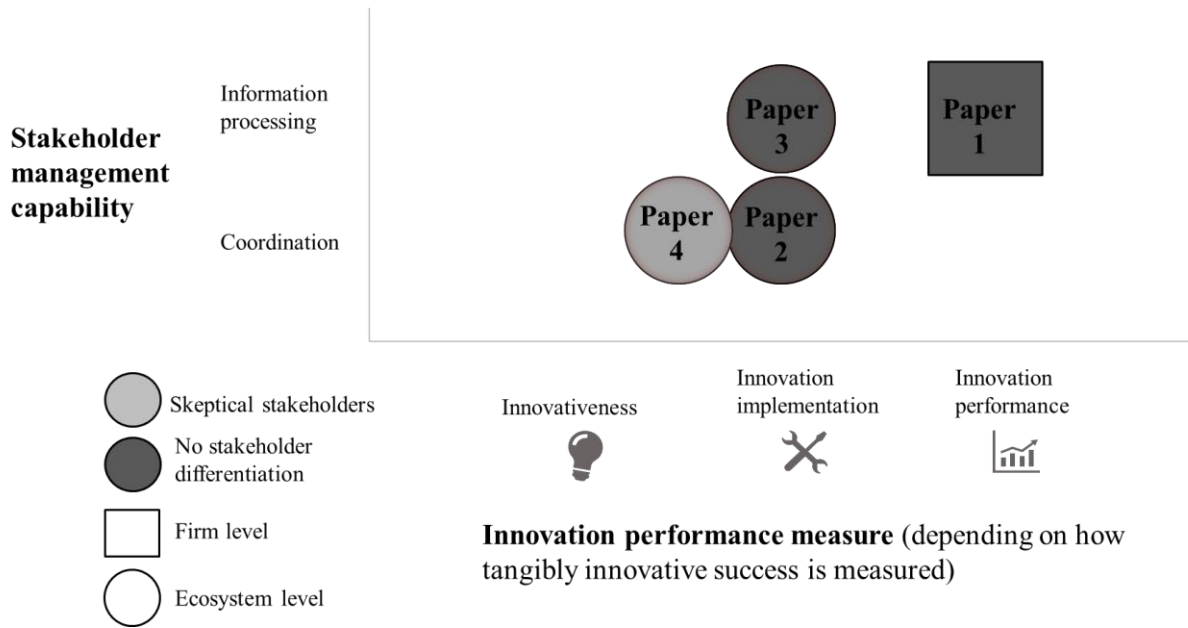 Information
processing
Stakeholder
management
capability
Coordination
Paper
3
Paper
1
Paper
4
Paper
2
Skeptical stakeholders
No stakeholder
differentiation
Firm level
Ecosystem level
Innovativeness
Innovation
implementation
Innovation
performance
Innovation performance measure (depending on how
tangibly innovative success is measured)